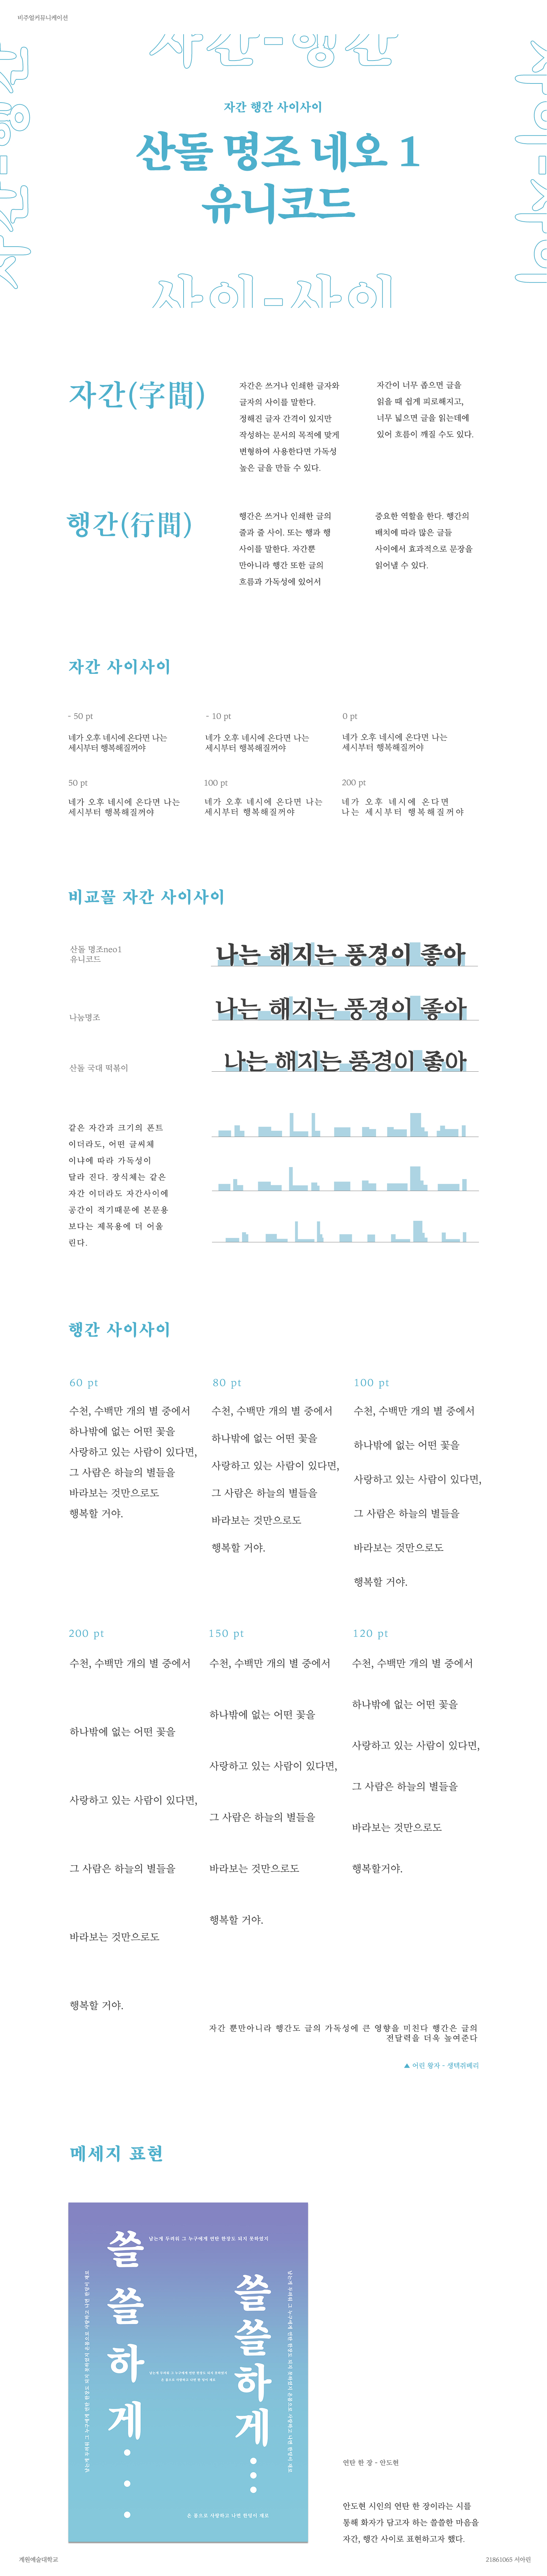 비주얼커뮤니케이션
자간-행간
자간-행간
사이-사이
자간 행간 사이사이
산돌 명조 네오 1
유니코드
사이-사이
자간(字間)
자간은 쓰거나 인쇄한 글자와
글자의 사이를 말한다.
정해진 글자 간격이 있지만
작성하는 문서의 목적에 맞게
변형하여 사용한다면 가독성
높은 글을 만들 수 있다.
자간이 너무 좁으면 글을
읽을 때 쉽게 피로해지고,
너무 넓으면 글을 읽는데에
있어 흐름이 깨질 수도 있다.
행간(行間)
행간은 쓰거나 인쇄한 글의
줄과 줄 사이, 또는 행과 행
사이를 말한다. 자간뿐
만아니라 행간 또한 글의
흐름과 가독성에 있어서
중요한 역할을 한다. 행간의
배치에 따라 많은 글들
사이에서 효과적으로 문장을
읽어낼 수 있다.
자간 사이사이
- 50 pt
네가 오후 네시에 온다면 나는
세시부터 행복해질꺼야
- 10 pt
네가 오후 네시에 온다면 나는
세시부터 행복해질꺼야
0 pt
네가 오후 네시에 온다면 나는
세시부터 행복해질꺼야
50 pt
네가 오후 네시에 온다면 나는
세시부터 행복해질꺼야
100 pt
네가 오후 네시에 온다면 나는
세시부터 행복해질꺼야
200 pt
네가 오후 네시에 온다면
나는 세시부터 행복해질꺼야
비교꼴 자간 사이사이
산돌 명조neo1
유니코드
나는 해지는 풍경이 좋아
나눔명조
나는 해지는 풍경이 좋아
산돌 국대 떡볶이
나는 해지는 풍경이 좋아
같은 자간과 크기의 폰트
이더라도, 어떤 글씨체
이냐에 따라 가독성이
달라 진다. 장식체는 같은
자간 이더라도 자간사이에
공간이 적기때문에 본문용
보다는 제목용에 더 어울
린다.
행간 사이사이
60 pt
수천, 수백만 개의 별 중에서
하나밖에 없는 어떤 꽃을
사랑하고 있는 사람이 있다면,
그 사람은 하늘의 별들을
바라보는 것만으로도
행복할 거야.
80 pt
수천, 수백만 개의 별 중에서
하나밖에 없는 어떤 꽃을
사랑하고 있는 사람이 있다면,
그 사람은 하늘의 별들을
바라보는 것만으로도
행복할 거야.
100 pt
수천, 수백만 개의 별 중에서
하나밖에 없는 어떤 꽃을
사랑하고 있는 사람이 있다면,
그 사람은 하늘의 별들을
바라보는 것만으로도
행복할 거야.
200 pt
수천, 수백만 개의 별 중에서
하나밖에 없는 어떤 꽃을
사랑하고 있는 사람이 있다면,
그 사람은 하늘의 별들을
바라보는 것만으로도
행복할 거야.
150 pt
수천, 수백만 개의 별 중에서
하나밖에 없는 어떤 꽃을
사랑하고 있는 사람이 있다면,
그 사람은 하늘의 별들을
바라보는 것만으로도
행복할 거야.
120 pt
수천, 수백만 개의 별 중에서
하나밖에 없는 어떤 꽃을
사랑하고 있는 사람이 있다면,
그 사람은 하늘의 별들을
바라보는 것만으로도
행복할거야.
자간 뿐만아니라 행간도 글의 가독성에 큰 영향을 미친다 행간은 글의
전달력을 더욱 높여준다
▲ 어린 왕자 - 생텍쥐베리
메세지 표현
쓸쓸하게...
남는게 두려워 그 누구에게 연탄 한장도 되지 못하였지
쓸쓸하게...
온 몸으로 사랑하고 나면 한덩이 재로
연탄 한 장 - 안도현
안도현 시인의 연탄 한 장이라는 시를
통해 화자가 담고자 하는 쓸쓸한 마음을
자간, 행간 사이로 표현하고자 했다.
계원예술대학교
21861065 서아린